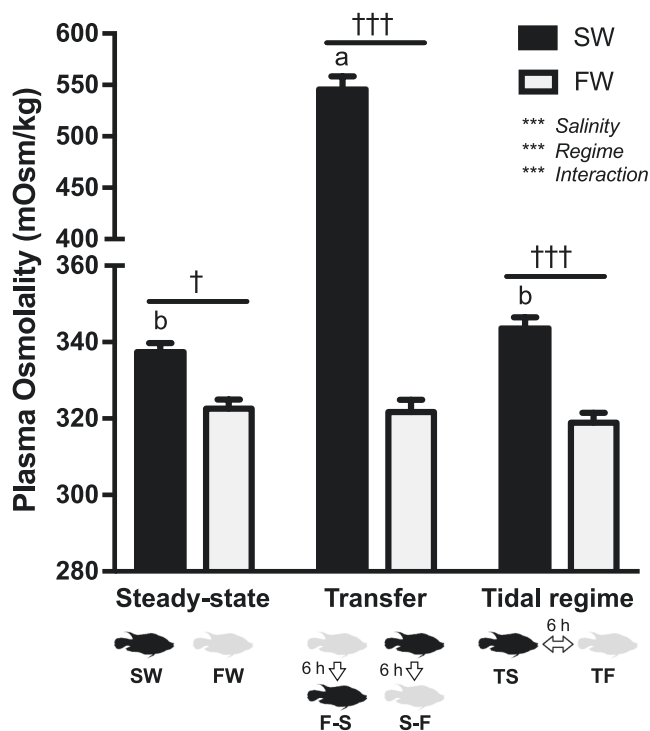 Plasma Osmolality (mOsm/kg)
600
550
500
450
400
360
340
320
300
280
†††
a
†
b
†††
b
SW
FW
*** Salinity
*** Regime
*** Interaction
Steady-state Transfer Tidal regime
SW FW
6 h 6 h
F-S S-F
6 h
TS TF